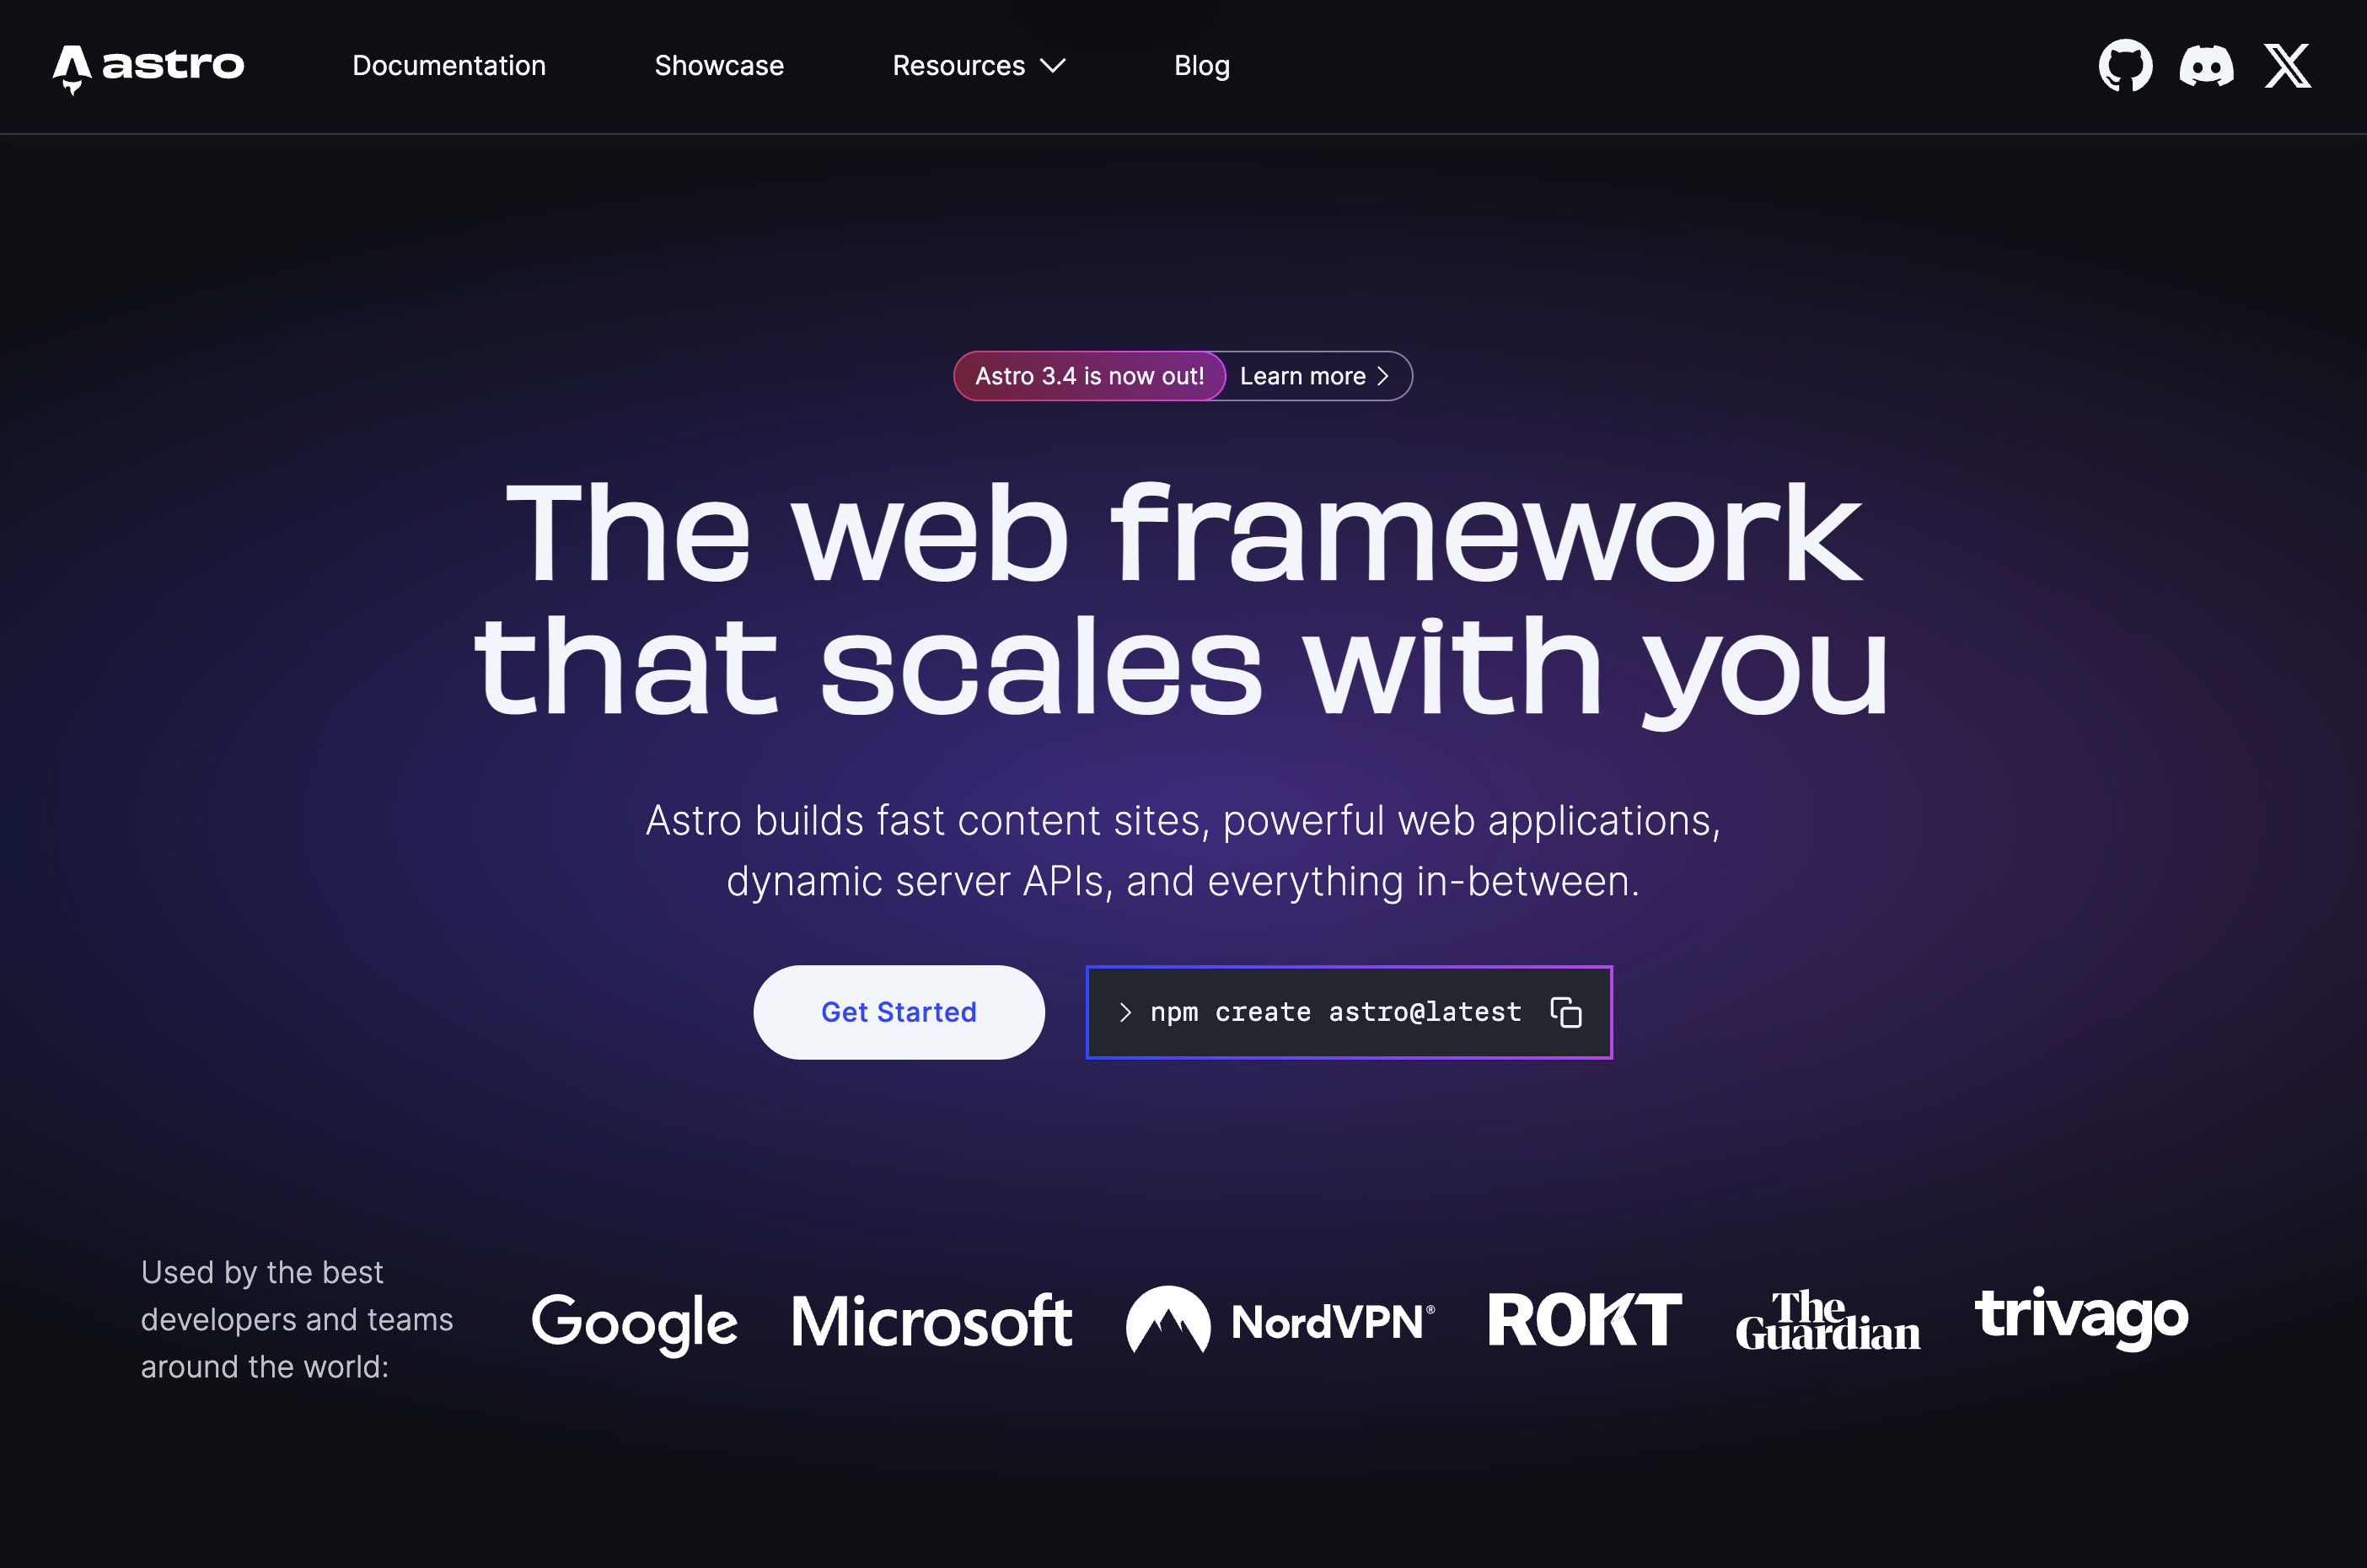 astro
Documentation
Showcase
Resources
Blog
Astro 3.4 is now out!
Learn more
The web framework
that scales with you
Astro builds fast content sites, powerful web applications,
dynamic server APIs, and everything in-between.
Get Started
> npm create astro@latest
Used by the best
developers and teams
around the world:
Google
Microsoft
NordVPN®
ROKT
The
Guardian
trivago